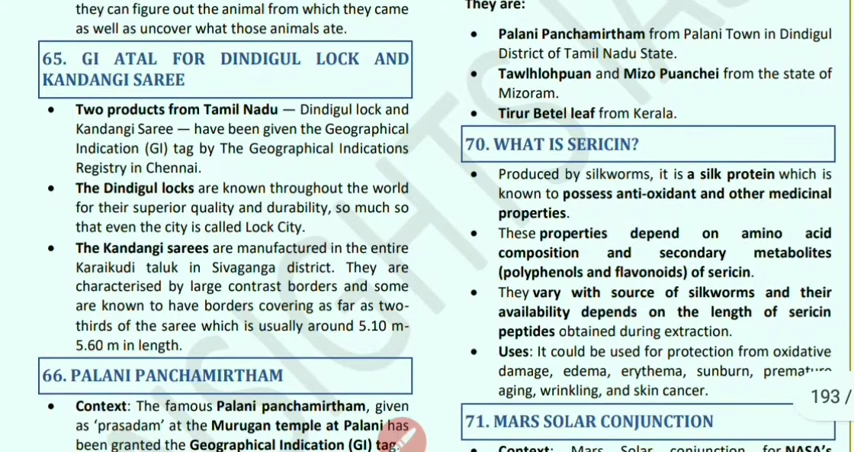 they can figure out the animal from which they came
as well as uncover what those animals ate.
65. GI ATAL FOR DINDIGUL LOCK AND
KANDANGI SAREE
• Two products from Tamil Nadu — Dindigul lock and
Kandangi Saree — have been given the Geographical
Indication (GI) tag by The Geographical Indications
Registry in Chennai.
• The Dindigul locks are known throughout the world
for their superior quality and durability, so much so
that even the city is called Lock City.
• The Kandangi sarees are manufactured in the entire
Karaikudi taluk in Sivaganga district. They are
characterised by large contrast borders and some
are known to have borders covering as far as two-
thirds of the saree which is usually around 5.10 m-
5.60 m in length.
66. PALANI PANCHAMIRTHAM
• Context: The famous Palani panchamirtham, given
as ‘prasadam’ at the Murugan temple at Palani has
been granted the Geographical Indication (GI) tag.
They are:
• Palani Panchamirtham from Palani Town in Dindigul
District of Tamil Nadu State.
• Tawlhlohpuan and Mizo Puanchei from the state of
Mizoram.
• Tirur Betel leaf from Kerala.
70. WHAT IS SERICIN?
• Produced by silkworms, it is a silk protein which is
known to possess anti-oxidant and other medicinal
properties.
• These properties depend on amino acid
composition and secondary metabolites
(polyphenols and flavonoids) of sericin.
• They vary with source of silkworms and their
availability depends on the length of sericin
peptides obtained during extraction.
• Uses: It could be used for protection from oxidative
damage, edema, erythema, sunburn, premature
aging, wrinkling, and skin cancer.
193 /
71. MARS SOLAR CONJUNCTION
• Context: Mars Solar conjunction for NASA's
INSIGHTS IAS